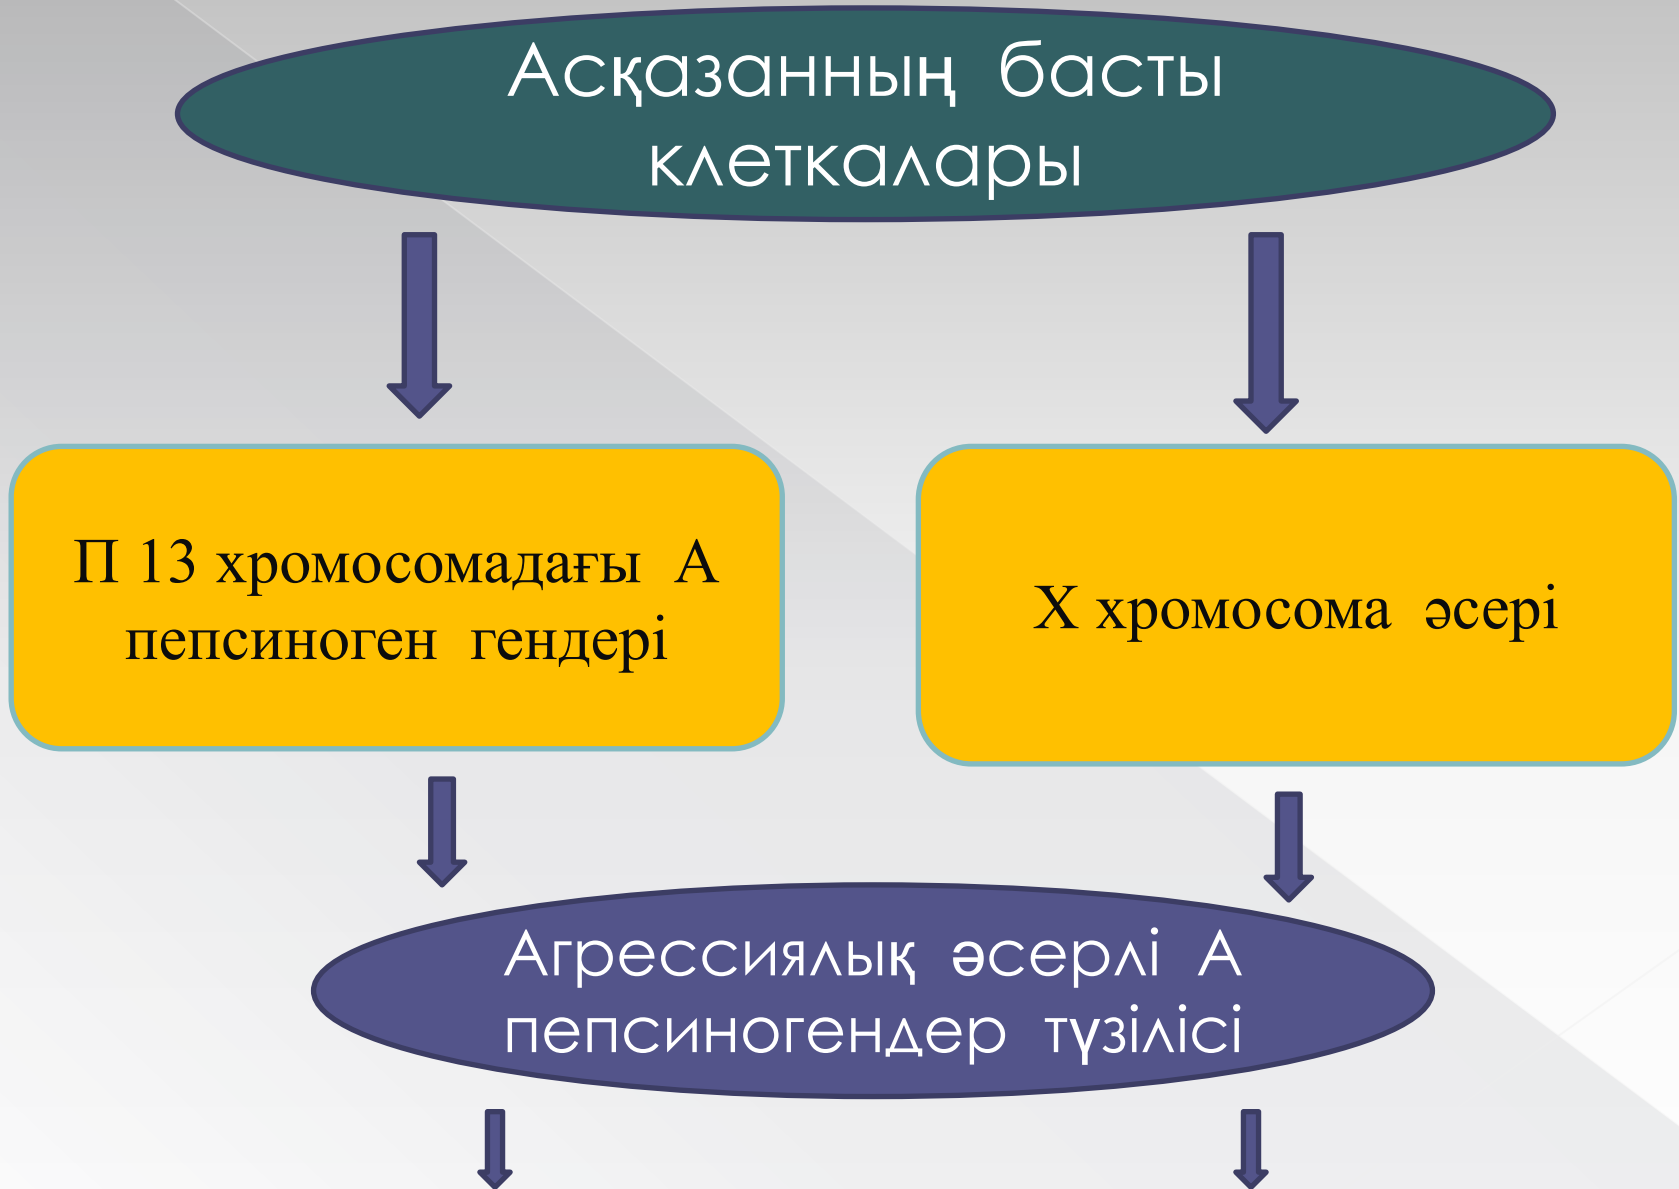 Асқазанның басты
клеткалары
П 13 хромосомадағы А
пепсиноген гендері
Х хромосома әсері
Агрессиялық әсерлі А
пепсиногендер түзілісі